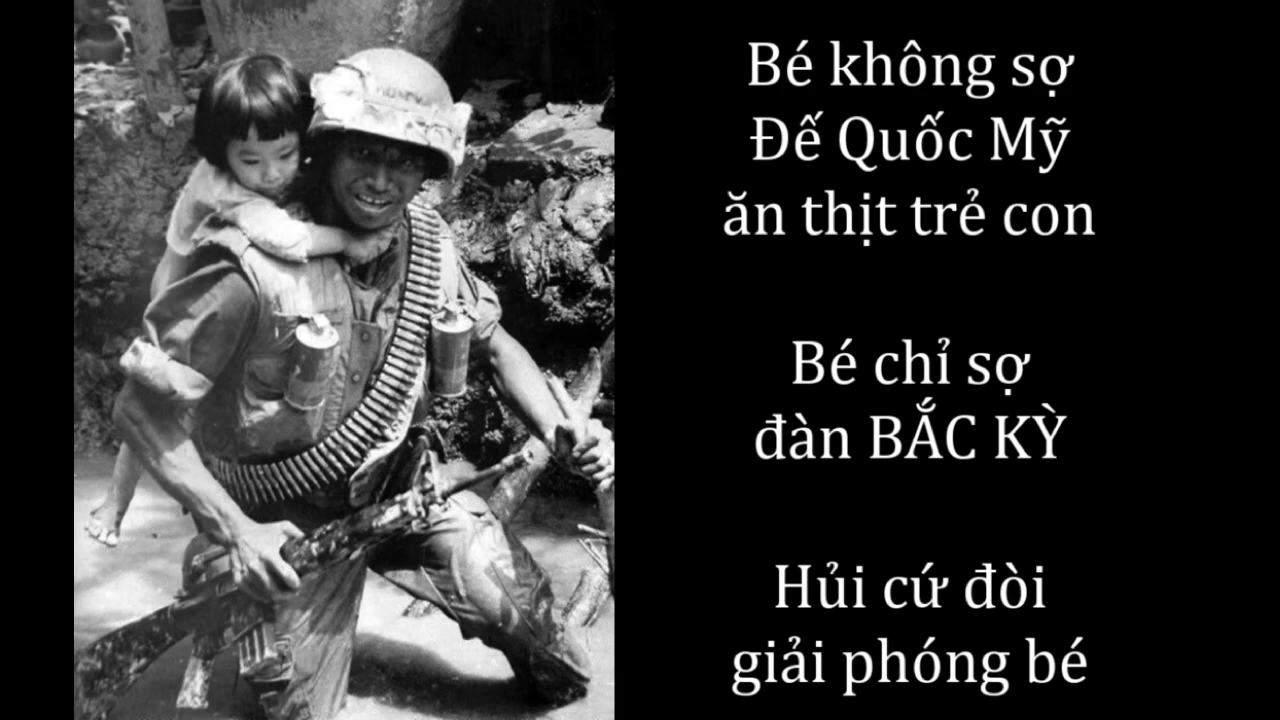 Bé không sợ
Đế Quốc Mỹ
ăn thịt trẻ con
Bé chỉ sợ
đàn BẮC KỲ
Hủi cứ đòi
giải phóng bé